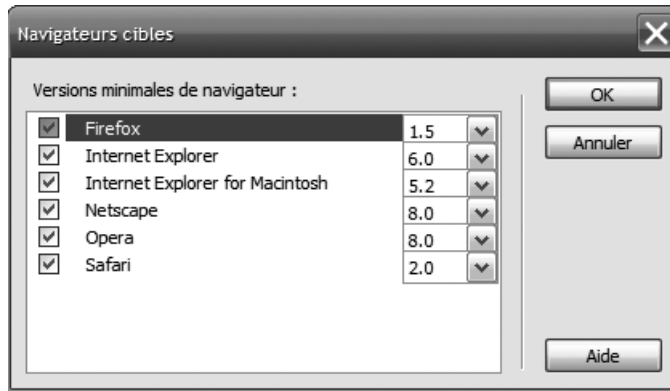 Navigateurs cibles
Versions minimales de navigateur :
OK
Annuler
Firefox 1.5
Internet Explorer 6.0
Internet Explorer for Macintosh 5.2
Netscape 8.0
Opera 8.0
Safari 2.0
Aide